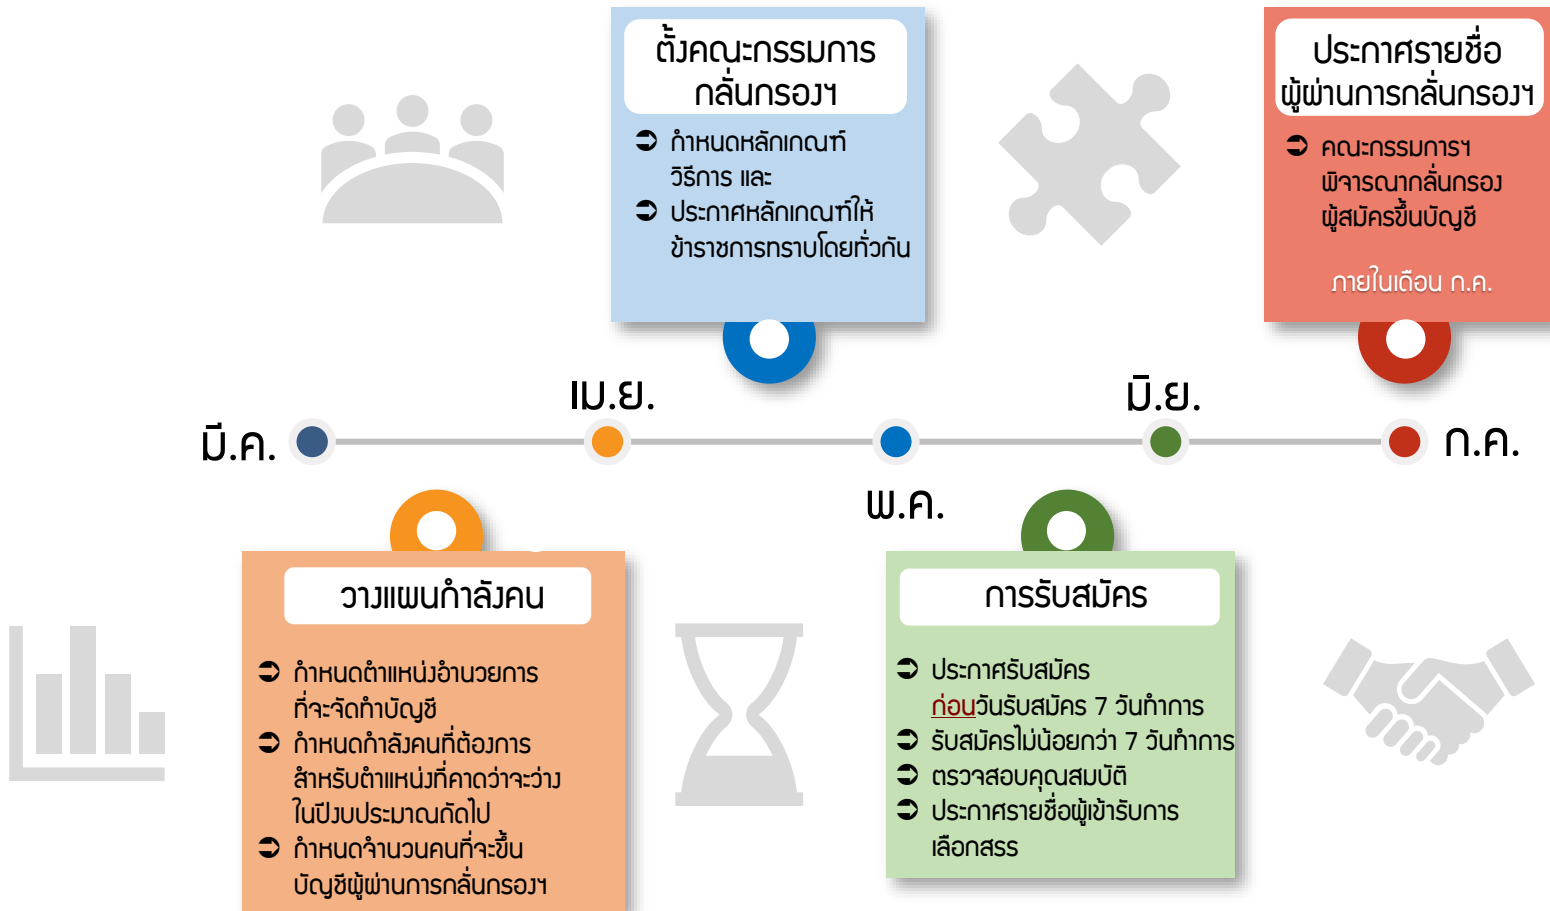 ตั้งคณะกรรมการ
กลั่นกรองฯ
➲ กำหนดหลักเกณฑ์
วิธีการ และ
➲ ประกาศหลักเกณฑ์ให้
ข้าราชการทราบโดยทั่วกัน
ประกาศรายชื่อ
ผู้ผ่านการกลั่นกรองฯ
➲ คณะกรรมการฯ
พิจารณากลั่นกรอง
ผู้สมัครขึ้นบัญชี
ภายในเดือน ก.ค.
มี.ค.
เม.ย.
พ.ค.
มิ.ย.
ก.ค.
วางแผนกำลังคน
➲ กำหนดตำแหน่งอำนวยการ
ที่จะจัดทำบัญชี
➲ กำหนดกำลังคนที่ต้องการ
สำหรับตำแหน่งที่คาดว่าจะว่าง
ในปีงบประมาณถัดไป
➲ กำหนดจำนวนคนที่จะขึ้น
บัญชีผู้ผ่านการกลั่นกรองฯ
การรับสมัคร
➲ ประกาศรับสมัคร
ก่อนวันรับสมัคร 7 วันทำการ
➲ รับสมัครไม่น้อยกว่า 7 วันทำการ
➲ ตรวจสอบคุณสมบัติ
➲ ประกาศรายชื่อผู้เข้ารับการ
เลือกสรร